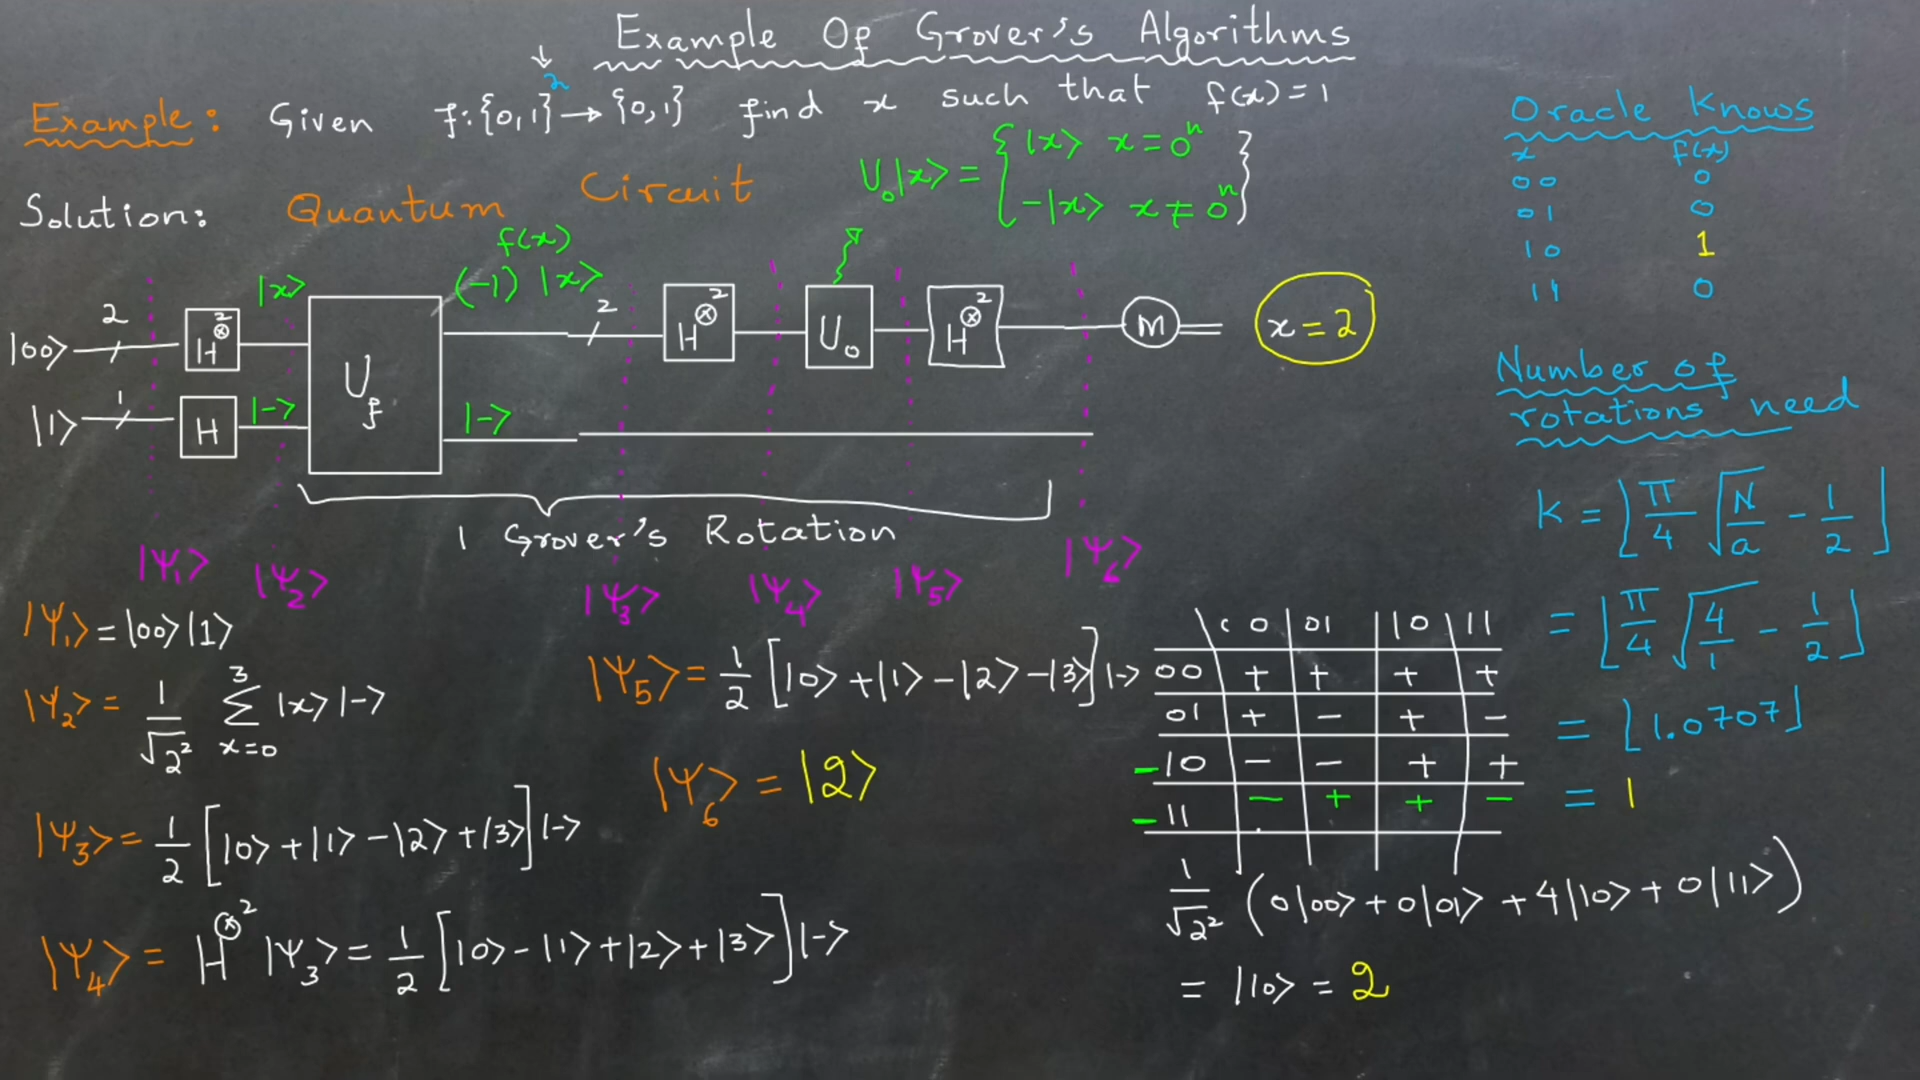 Example Of Grover's Algorithms
Example: Given f:{0,1}² → {0,1} find x such that f(x)=1
Solution: Quantum Circuit
U₀|x> = { |x> x = 0ⁿ
-|x> x ≠ 0ⁿ }
|00> 2 H⊗² |x> U_f (-1)^f(x) |x> 2 H⊗² U₀ H⊗² M x = 2
|1> 1 H |-> |->
1 Grover's Rotation
|Ψ₁> |Ψ₂> |Ψ₃> |Ψ₄> |Ψ₅> |Ψ₆>
|Ψ₁> = |00>|1>
|Ψ₂> = 1/√2² Σ_{x=0}^{3} |x>|->
|Ψ₃> = 1/2 [|0> + |1> - |2> + |3>]|->
|Ψ₄> = H⊗² |Ψ₃> = 1/2 [|0> - |1> + |2> + |3>]|->
|Ψ₅> = 1/2 [|0> + |1> - |2> - |3>]|->
|Ψ₆> = |2>
00 01 10 11
00 + + + +
01 + - + -
-10 - - + +
-11 - + + -
1/√2² (0|00> + 0|01> + 4|10> + 0|11>)
= |10> = 2
Oracle Knows
x f(x)
00 0
01 0
10 1
11 0
Number of
rotations need
K = ⌊π/4 √(N/a) - 1/2⌋
= ⌊π/4 √(4/1) - 1/2⌋
= ⌊1.0707⌋
= 1